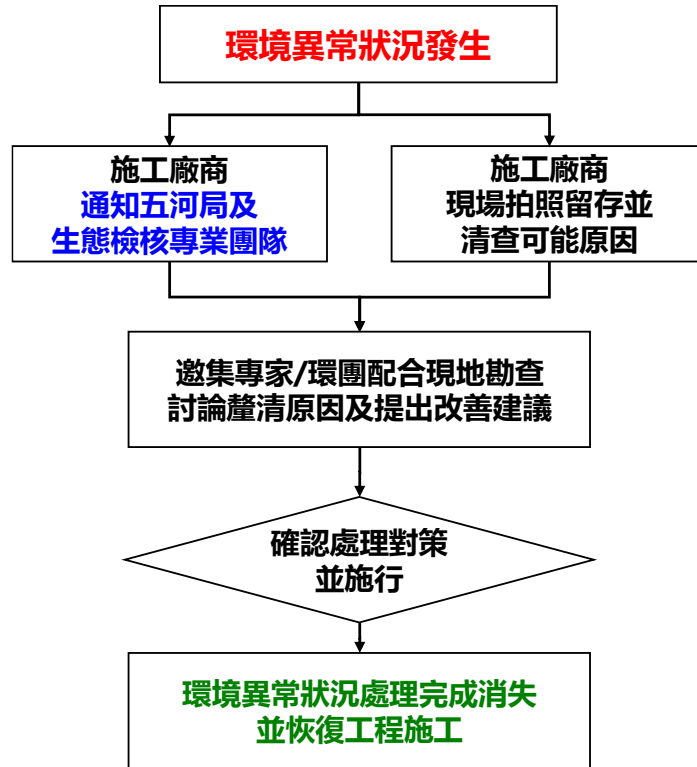 環境異常狀況發生
施工廠商
通知五河局及
生態檢核專業團隊
施工廠商
現場拍照留存並
清查可能原因
邀集專家/環團配合現地勘查
討論釐清原因及提出改善建議
確認處理對策
並施行
環境異常狀況處理完成消失
並恢復工程施工